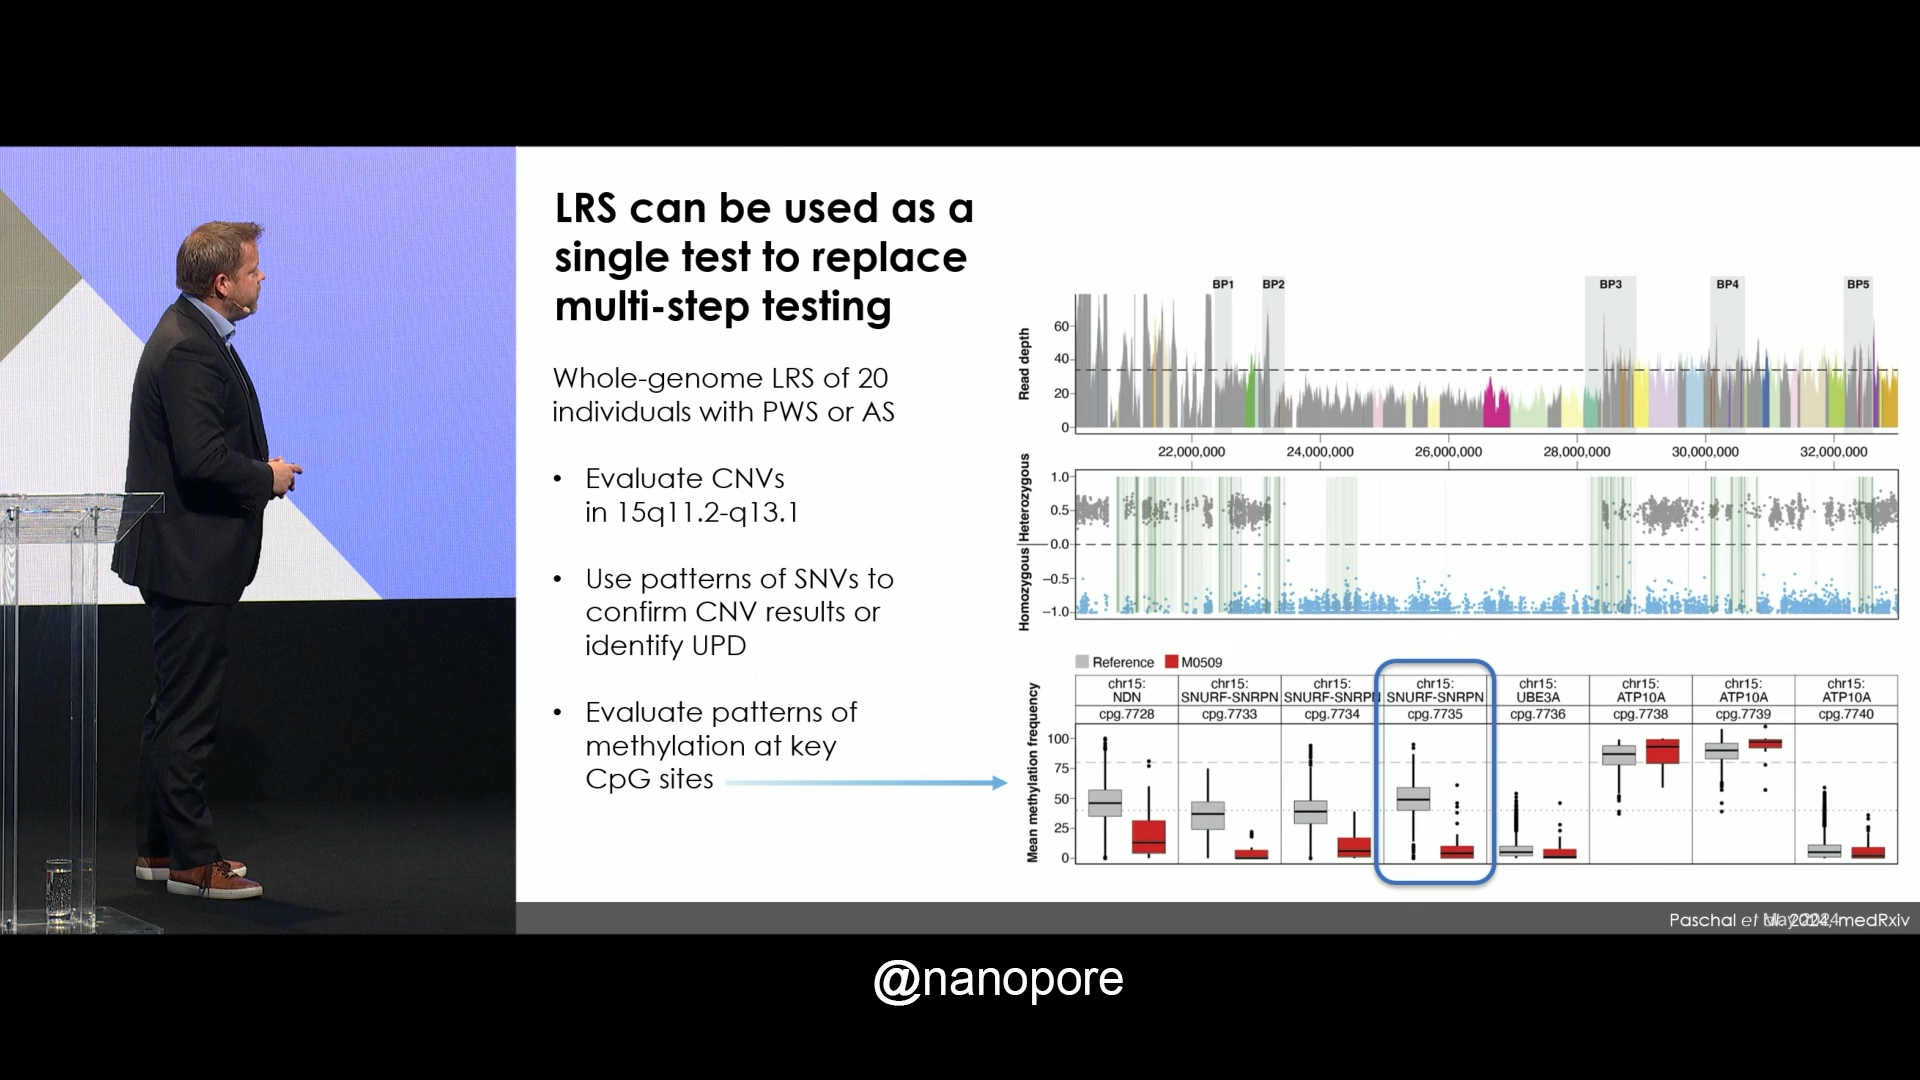 LRS can be used as a
single test to replace
multi-step testing
Whole-genome LRS of 20
individuals with PWS or AS
• Evaluate CNVs
in 15q11.2-q13.1
• Use patterns of SNVs to
confirm CNV results or
identify UPD
• Evaluate patterns of
methylation at key
CpG sites
BP1 BP2 BP3 BP4 BP5
Read depth
60
40
20
0
22,000,000 24,000,000 26,000,000 28,000,000 30,000,000 32,000,000
Homozygous Heterozygous
1.0
0.5
0.0
−0.5
−1.0
Reference M0509
chr15: chr15: chr15: chr15: chr15: chr15: chr15: chr15:
NDN SNURF-SNRPN SNURF-SNRPN SNURF-SNRPN UBE3A ATP10A ATP10A ATP10A
cpg.7728 cpg.7733 cpg.7734 cpg.7735 cpg.7736 cpg.7738 cpg.7739 cpg.7740
Mean methylation frequency
100
75
50
25
0
Paschal et al. 2024, medRxiv
May 2024
@nanopore